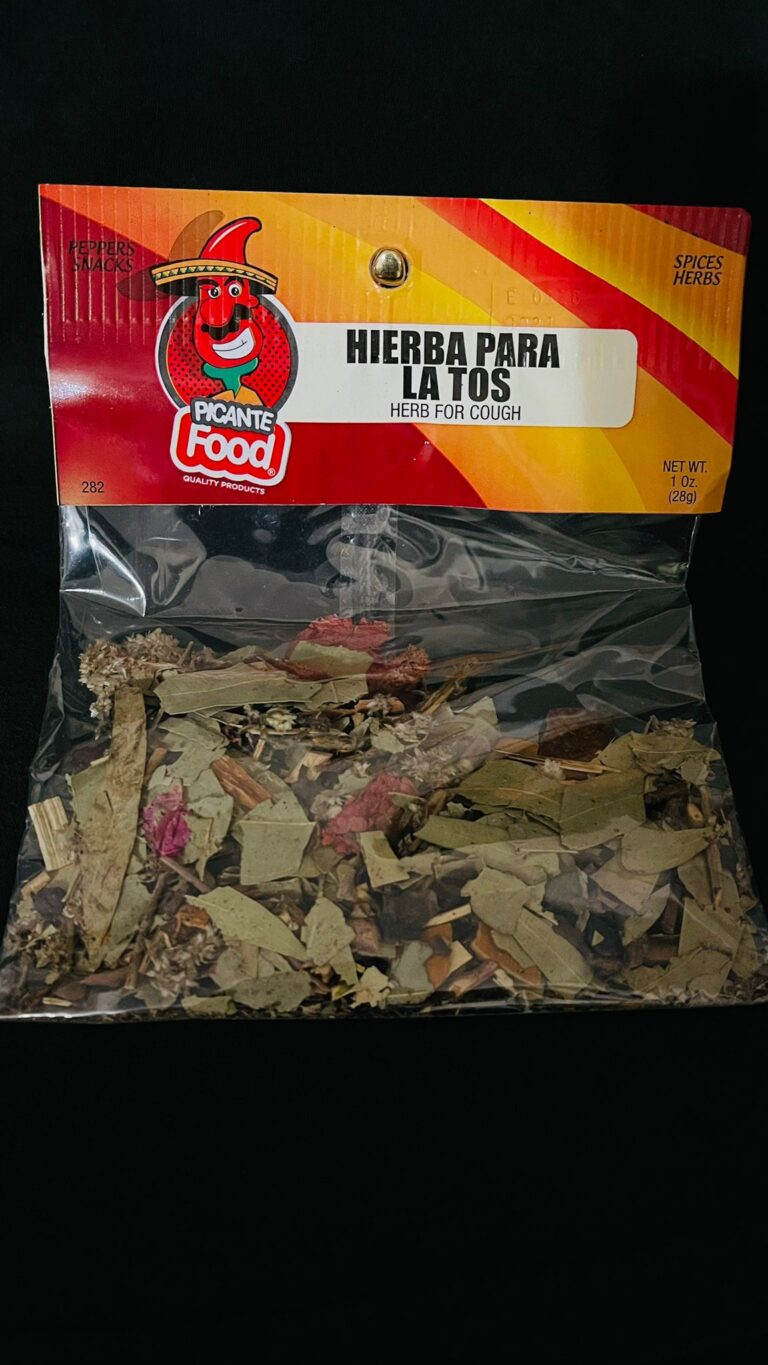 PEPPERS
SNACKS
SPICES
HERBS
HIERBA PARA
LA TOS
HERB FOR COUGH
PICANTE
Food®
QUALITY PRODUCTS
282
NET WT.
1 Oz.
(28g)